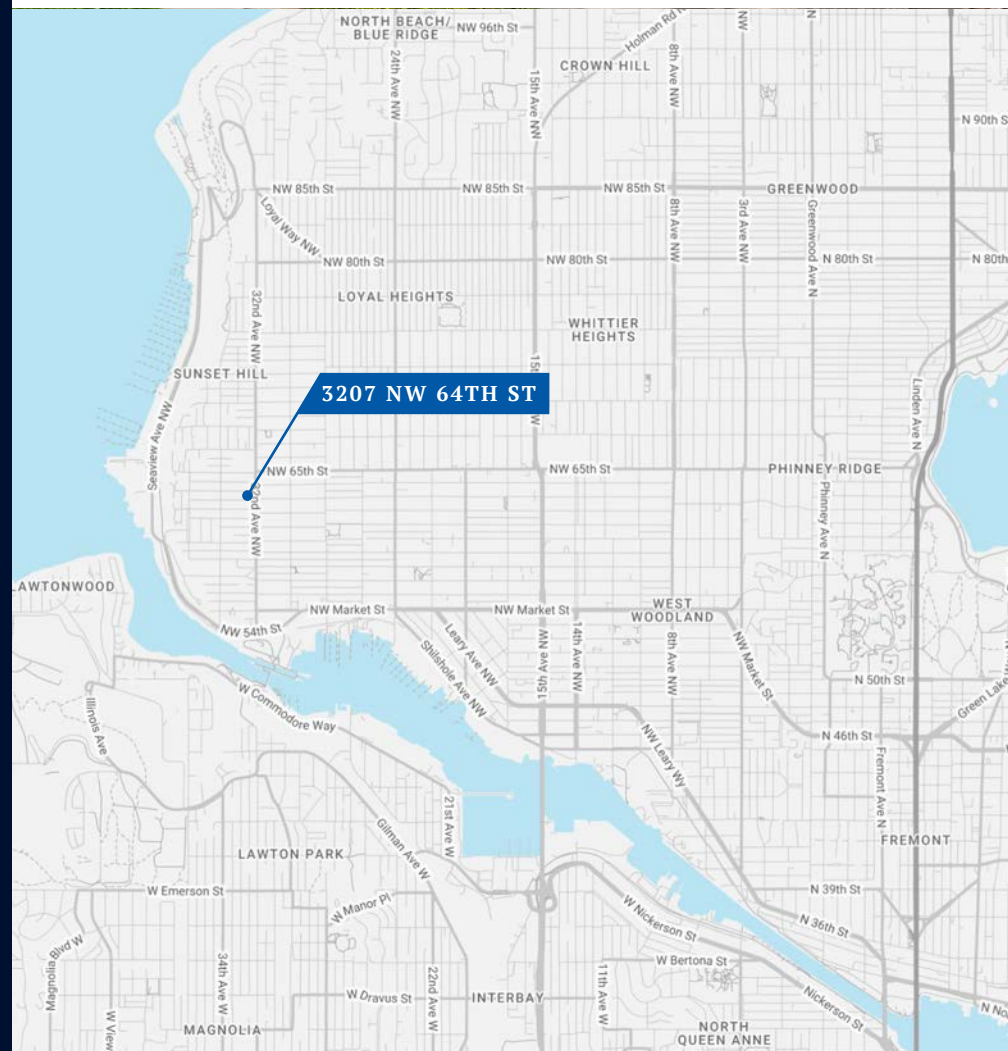 NORTH BEACH/
BLUE RIDGE
NW 96th St
Holman Rd N
NW
N
CROWN HILL
24th Ave NW
15th Ave NW
8th Ave NW
N 90th S
NW 85th St
NW 85th St
NW 85th St
GREENWOOD
Loyal Way NW
8th Ave NW
3rd Ave NW
Greenwood Ave N
NW 80th St
NW 80th St
N 80th St
N 80th
32nd Ave NW
LOYAL HEIGHTS
WHITTIER
HEIGHTS
SUNSET HILL
3207 NW 64TH ST
Seaview Ave NW
Linden Ave N
NW 65th St
NW 65th St
PHINNEY RIDGE
32nd Ave NW
Phinney Ave N
LAWTONWOOD
NW Market St
NW Market St
WEST
WOODLAND
NW 54th St
Leary Ave NW
Shilshole Ave NW
15th Ave NW
14th Ave NW
8th Ave NW
NW Market St
N 50th St
Green Lake
W Commodore Way
Illinois Ave
N 46th St
NW Leary Wy
Fremont Ave N
21st Ave W
Gilman Ave W
LAWTON PARK
FREMONT
W Emerson St
W Manor Pl
N 39th St
N 36th St
W Nickerson St
Magnolia Blvd W
34th Ave W
22nd Ave W
11th Ave W
W Bertona St
W Dravus St
INTERBAY
Nickerson St
N No
W View
MAGNOLIA
NORTH
QUEEN ANNE